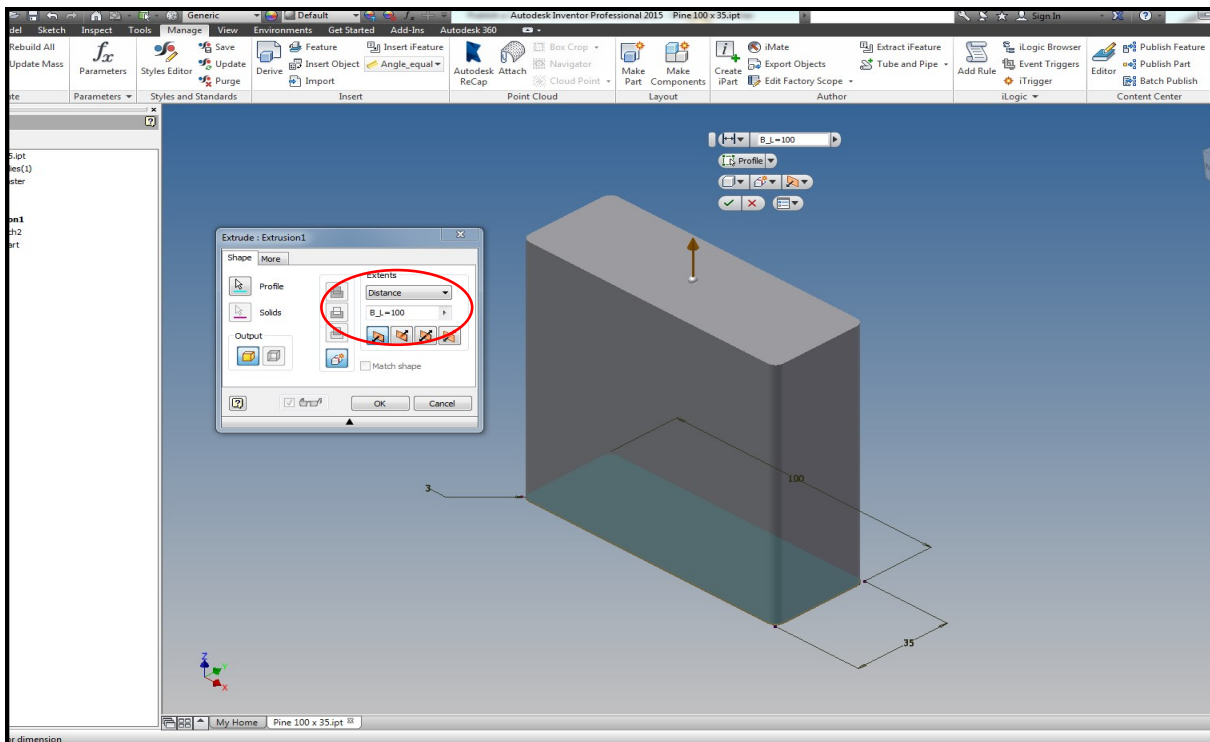 Generic Default Autodesk Inventor Professional 2015 Pine 100 x 35.ipt Sign In
del Sketch Inspect Tools Manage View Environments Get Started Add-Ins Autodesk 360
Rebuild All
Update Mass
fx
Parameters
Styles Editor
Save
Update
Purge
Derive
Feature
Insert Object
Import
Insert iFeature
Angle_equal
Autodesk ReCap
Attach
Box Crop
Navigator
Cloud Point
Make Part
Make Components
Create iPart
iMate
Export Objects
Edit Factory Scope
Extract iFeature
Tube and Pipe
Add Rule
iLogic Browser
Event Triggers
iTrigger
Editor
Publish Feature
Publish Part
Batch Publish
te Parameters Styles and Standards Insert Point Cloud Layout Author iLogic Content Center
5.ipt
ies(1)
ster
on1
ch2
art
B_L=100
Profile
Extrude : Extrusion1
Shape More
Profile
Solids
Output
Extents
Distance
B_L=100
Match shape
OK Cancel
3
100
35
Z
Y
X
My Home Pine 100 x 35.ipt
or dimension